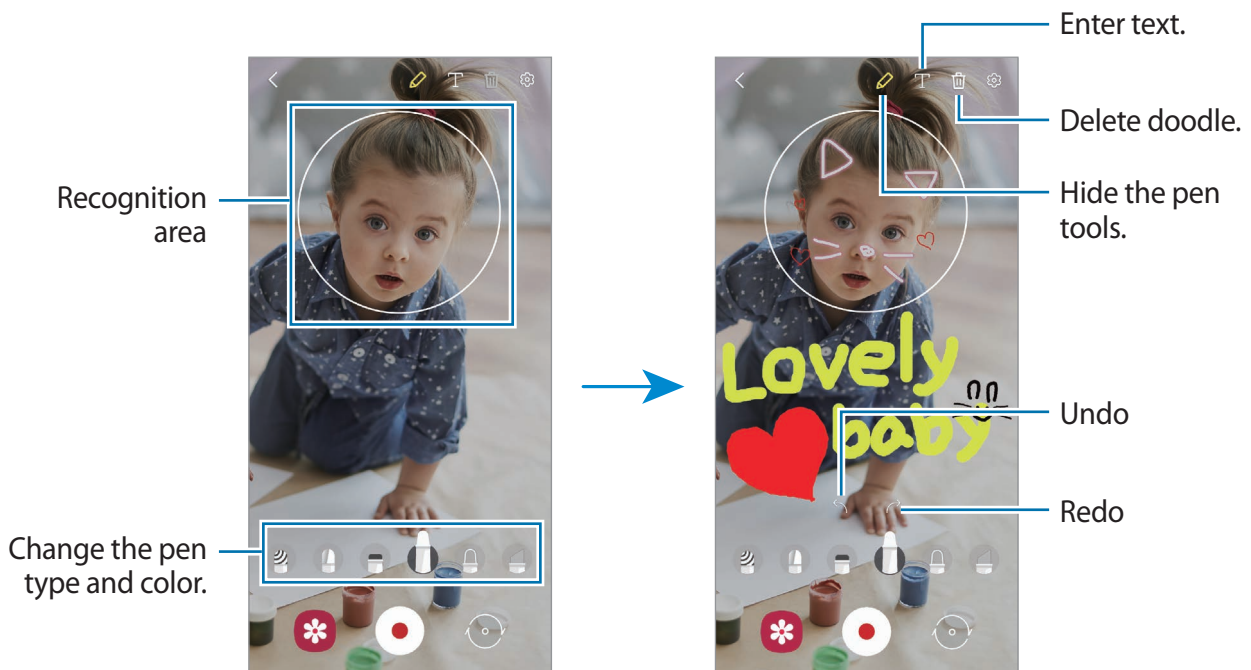 Enter text.
Delete doodle.
Recognition
area
Hide the pen
tools.
T
T
Lovely
baby
Undo
Redo
Change the pen
type and color.